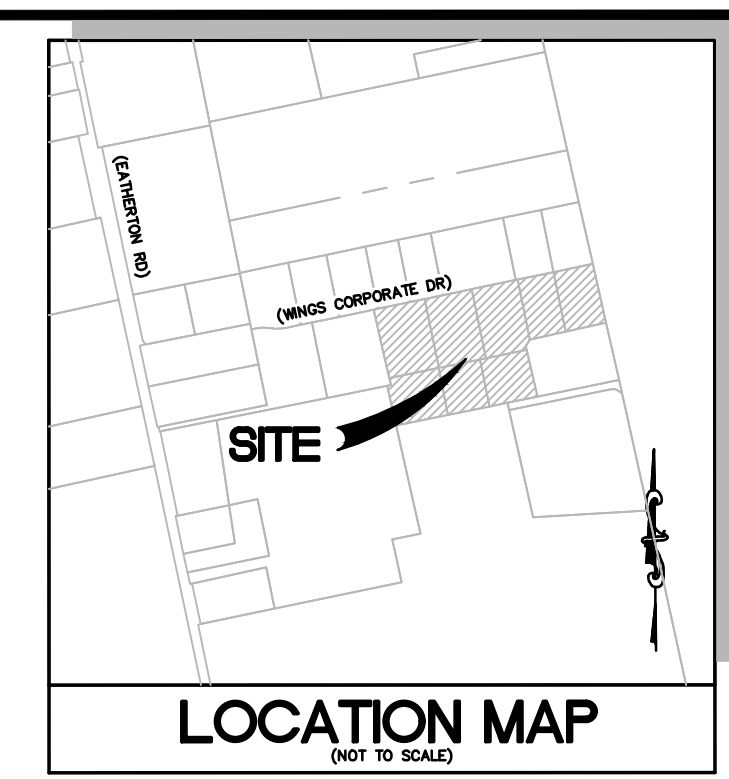 (EATHERTON RD)
(WINGS CORPORATE DR)
SITE
LOCATION MAP
(NOT TO SCALE)